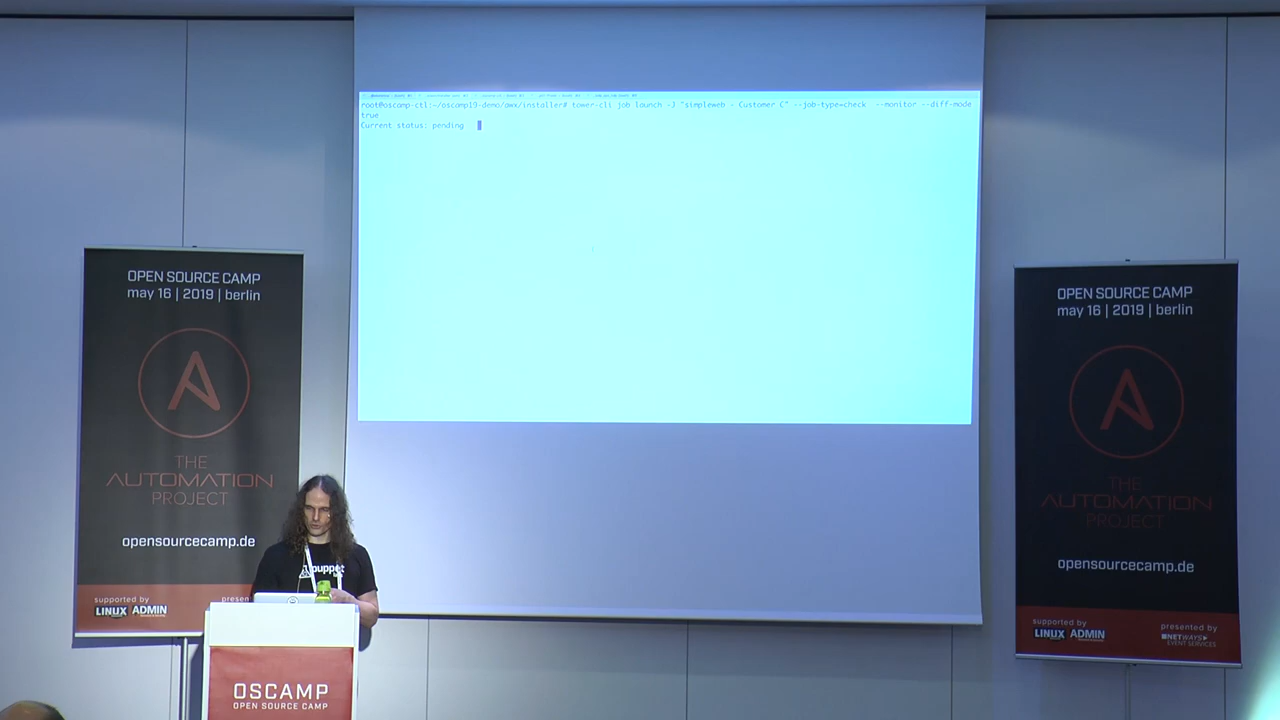 root@oscamp-ctl:~/oscamp19-demo/awx/installer# tower-cli job launch -J "simpleweb - Customer C" --job-type=check --monitor --diff-mode
true
Current status: pending
OPEN SOURCE CAMP
may 16 | 2019 | berlin
THE
AUTOMATION
PROJECT
opensourcecamp.de
supported by
LINUX ADMIN
presen
puppet
OSCAMP
OPEN SOURCE CAMP
OPEN SOURCE CAMP
may 16 | 2019 | berlin
THE
AUTOMATION
PROJECT
opensourcecamp.de
supported by
LINUX ADMIN
presented by
NETWAYS
EVENT SERVICES